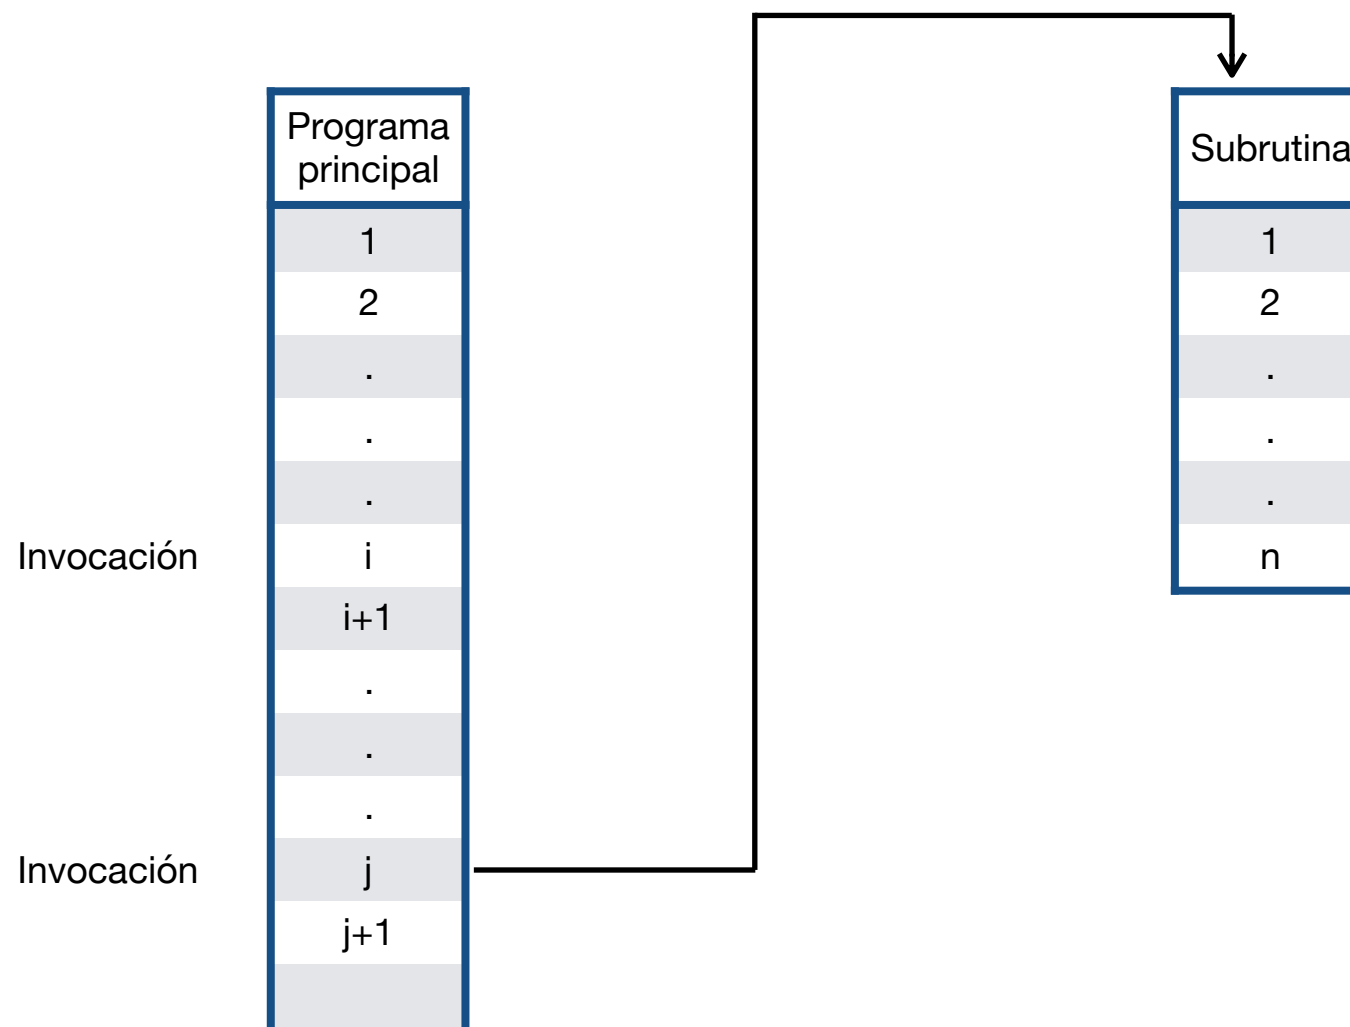 Programa
principal
1
2
.
.
.
Invocación
i
i+1
.
.
.
Invocación
j
j+1
Subrutina
1
2
.
.
.
n